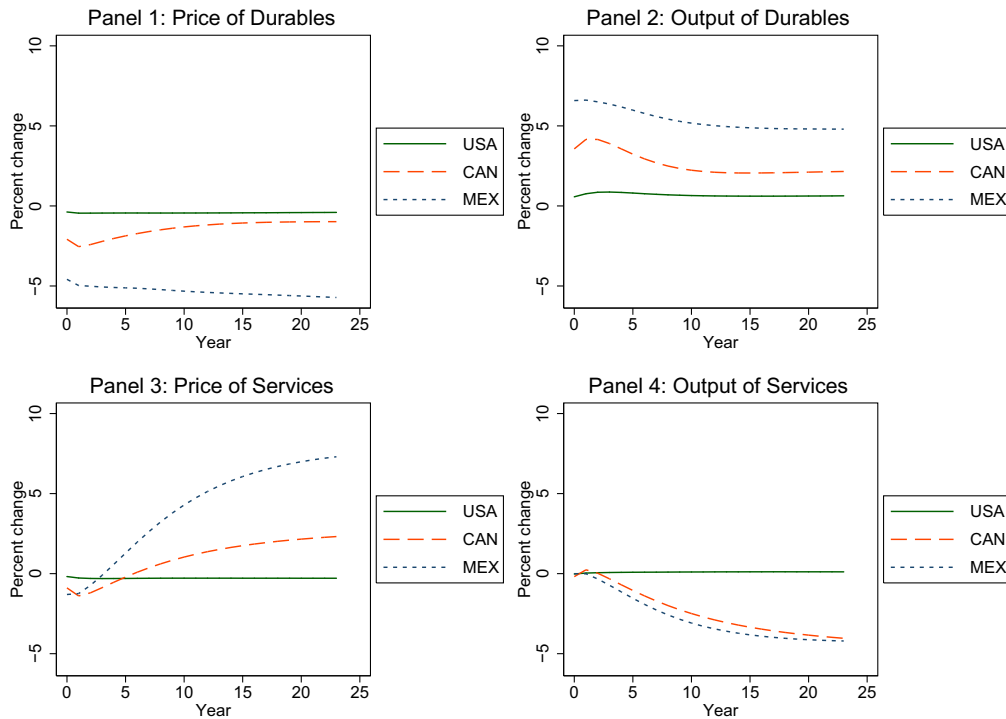 Panel 1: Price of Durables
Percent change
10
5
0
−5
0 5 10 15 20 25
Year
USA
CAN
MEX
Panel 2: Output of Durables
Percent change
10
5
0
−5
0 5 10 15 20 25
Year
USA
CAN
MEX
Panel 3: Price of Services
Percent change
10
5
0
−5
0 5 10 15 20 25
Year
USA
CAN
MEX
Panel 4: Output of Services
Percent change
10
5
0
−5
0 5 10 15 20 25
Year
USA
CAN
MEX